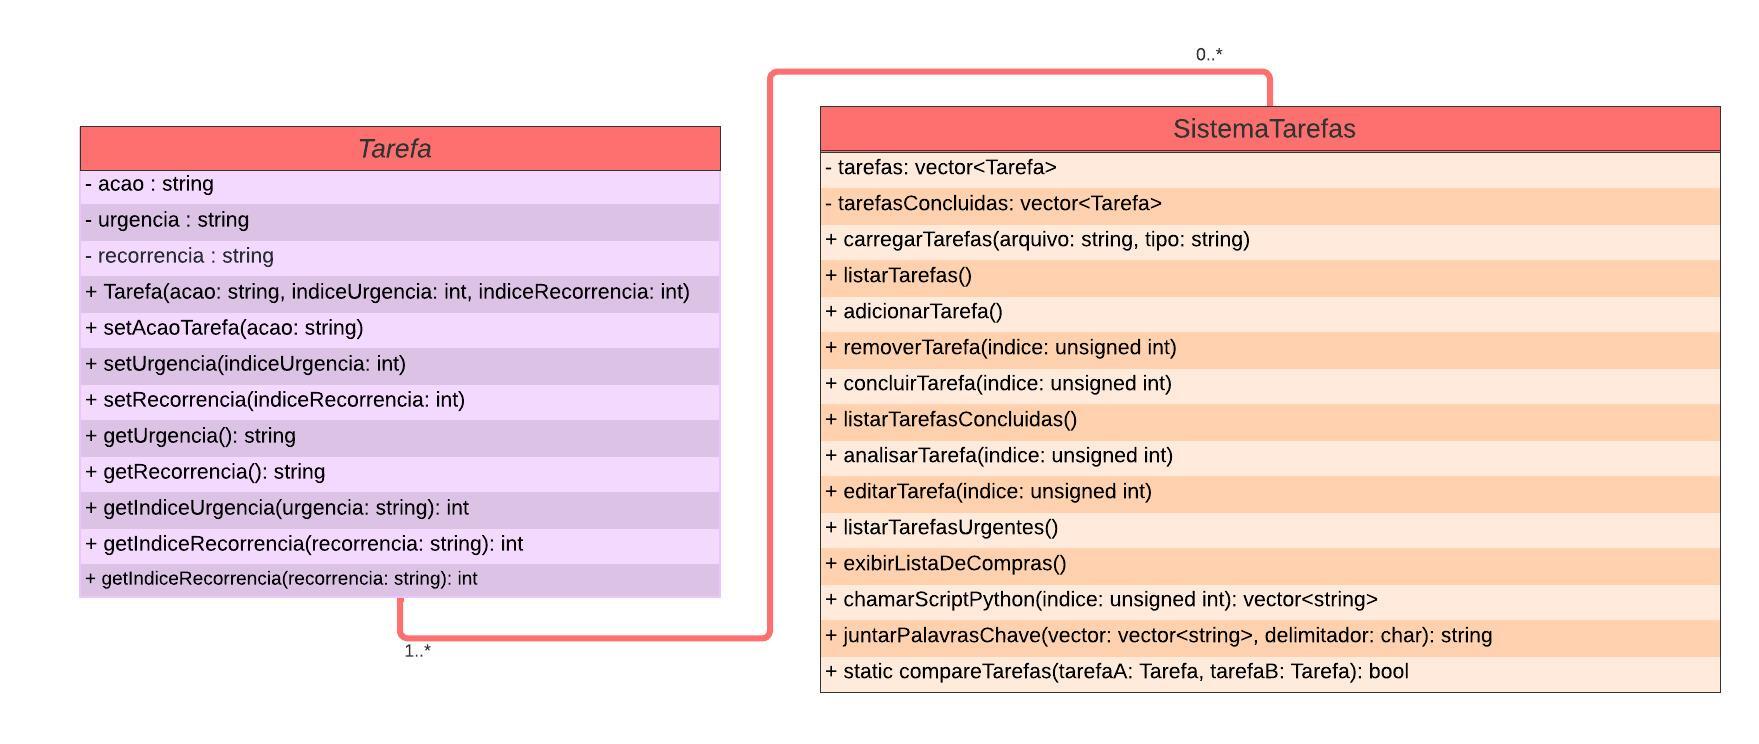 Tarefa
- acao : string
- urgencia : string
- recorrencia : string
+ Tarefa(acao: string, indiceUrgencia: int, indiceRecorrencia: int)
+ setAcaoTarefa(acao: string)
+ setUrgencia(indiceUrgencia: int)
+ setRecorrencia(indiceRecorrencia: int)
+ getUrgencia(): string
+ getRecorrencia(): string
+ getIndiceUrgencia(urgencia: string): int
+ getIndiceRecorrencia(recorrencia: string): int
+ getIndiceRecorrencia(recorrencia: string): int
1..*
0..*
SistemaTarefas
- tarefas: vector<Tarefa>
- tarefasConcluidas: vector<Tarefa>
+ carregarTarefas(arquivo: string, tipo: string)
+ listarTarefas()
+ adicionarTarefa()
+ removerTarefa(indice: unsigned int)
+ concluirTarefa(indice: unsigned int)
+ listarTarefasConcluidas()
+ analisarTarefa(indice: unsigned int)
+ editarTarefa(indice: unsigned int)
+ listarTarefasUrgentes()
+ exibirListaDeCompras()
+ chamarScriptPython(indice: unsigned int): vector<string>
+ juntarPalavrasChave(vector: vector<string>, delimitador: char): string
+ static compareTarefas(tarefaA: Tarefa, tarefaB: Tarefa): bool